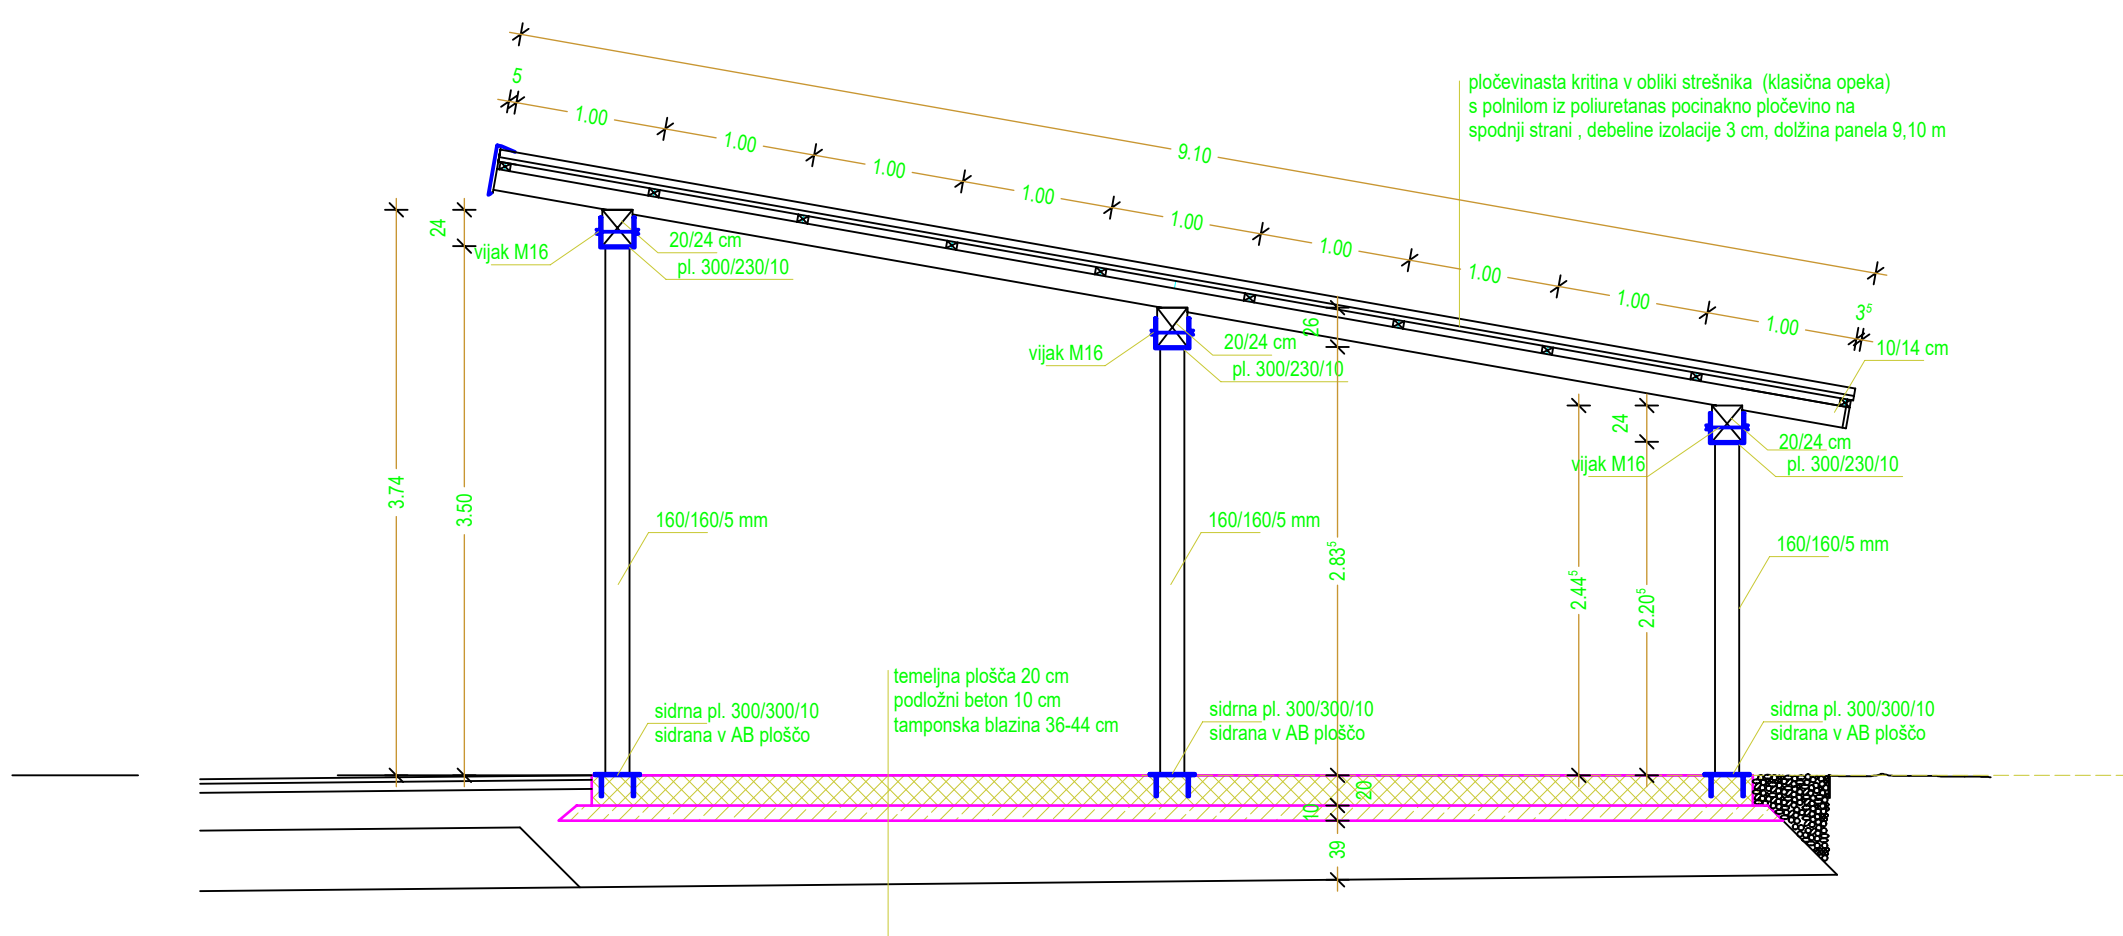 5
1.00
1.00
1.00
1.00
1.00
1.00
1.00
1.00
1.00
3⁵
9.10
pločevinasta kritina v obliki strešnika (klasična opeka)
s polnilom iz poliuretanas pocinakno pločevino na
spodnji strani , debeline izolacije 3 cm, dolžina panela 9,10 m
10/14 cm
24
3.74
3.50
vijak M16
20/24 cm
pl. 300/230/10
160/160/5 mm
sidrna pl. 300/300/10
sidrana v AB ploščo
vijak M16
20/24 cm
pl. 300/230/10
26
2.83⁵
160/160/5 mm
sidrna pl. 300/300/10
sidrana v AB ploščo
24
2.44⁵
2.20⁵
vijak M16
20/24 cm
pl. 300/230/10
160/160/5 mm
sidrna pl. 300/300/10
sidrana v AB ploščo
temeljna plošča 20 cm
podložni beton 10 cm
tamponska blazina 36-44 cm
20
10
39